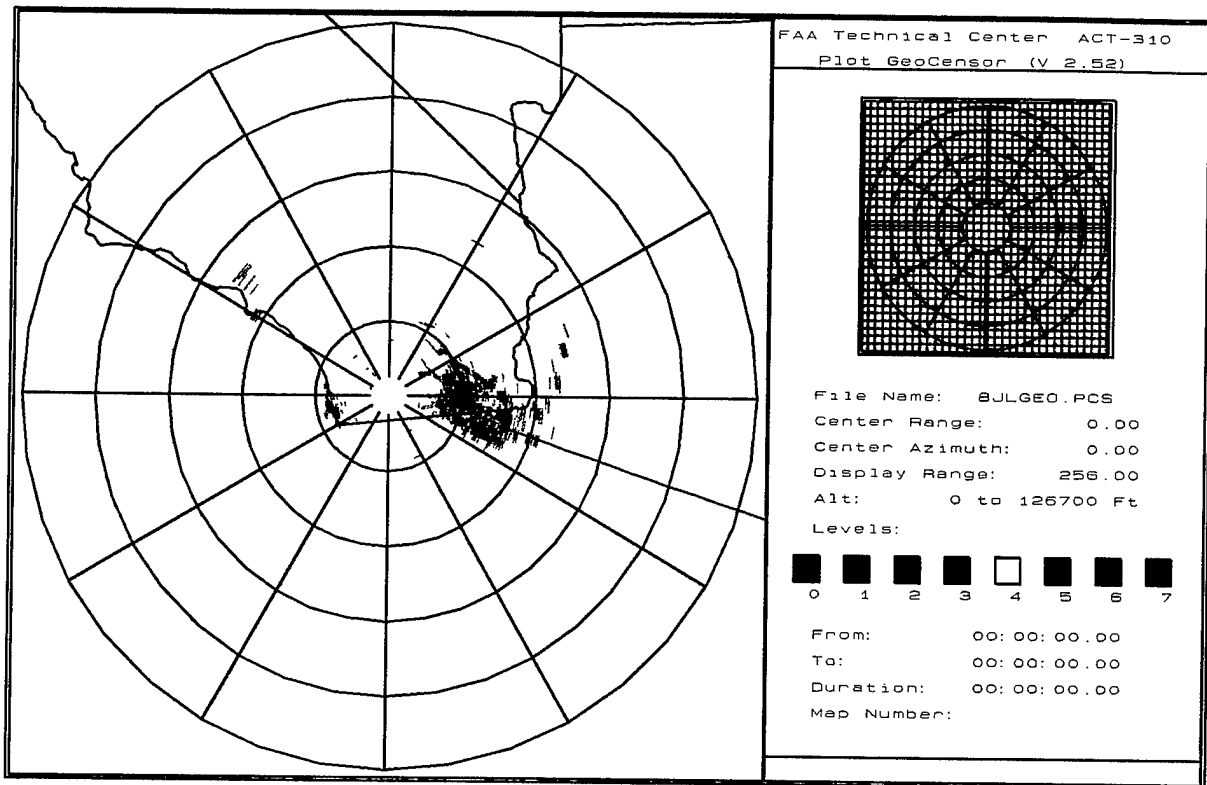 FAA Technical Center ACT-310
Plot GeoCensor (V 2.52)
File Name: 8JLGEO.PCS
Center Range: 0.00
Center Azimuth: 0.00
Display Range: 256.00
Alt: 0 to 126700 Ft
Levels:
0 1 2 3 4 5 6 7
From: 00:00:00.00
To: 00:00:00.00
Duration: 00:00:00.00
Map Number: